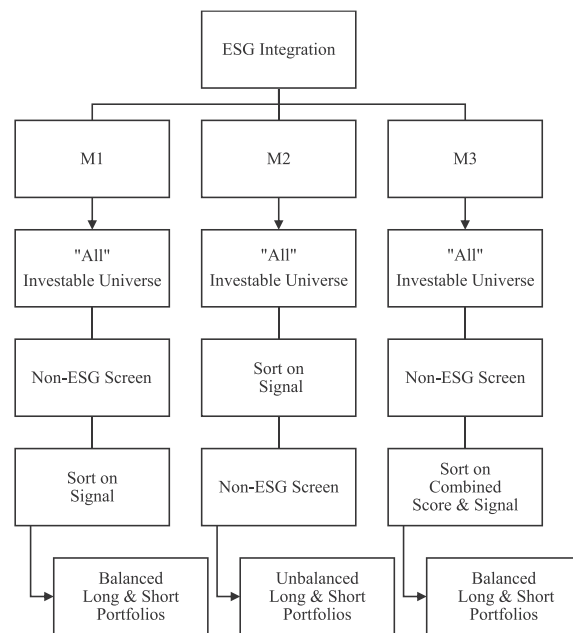 ESG Integration
M1
M2
M3
"All"
Investable Universe
"All"
Investable Universe
"All"
Investable Universe
Non-ESG Screen
Sort on
Signal
Non-ESG Screen
Sort on
Signal
Non-ESG Screen
Sort on
Combined
Score & Signal
Balanced
Long & Short
Portfolios
Unbalanced
Long & Short
Portfolios
Balanced
Long & Short
Portfolios